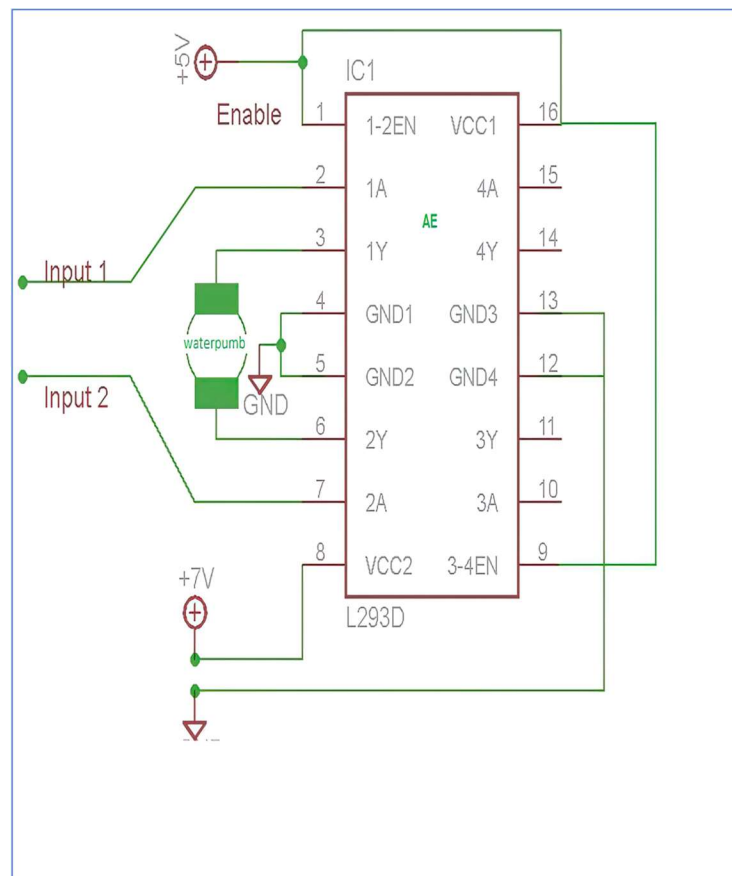 +5V
IC1
Enable
1 1-2EN VCC1 16
2 1A 4A 15
AE
3 1Y 4Y 14
Input 1
4 GND1 GND3 13
waterpumb
5 GND2 GND4 12
Input 2
GND
6 2Y 3Y 11
7 2A 3A 10
8 VCC2 3-4EN 9
+7V
L293D